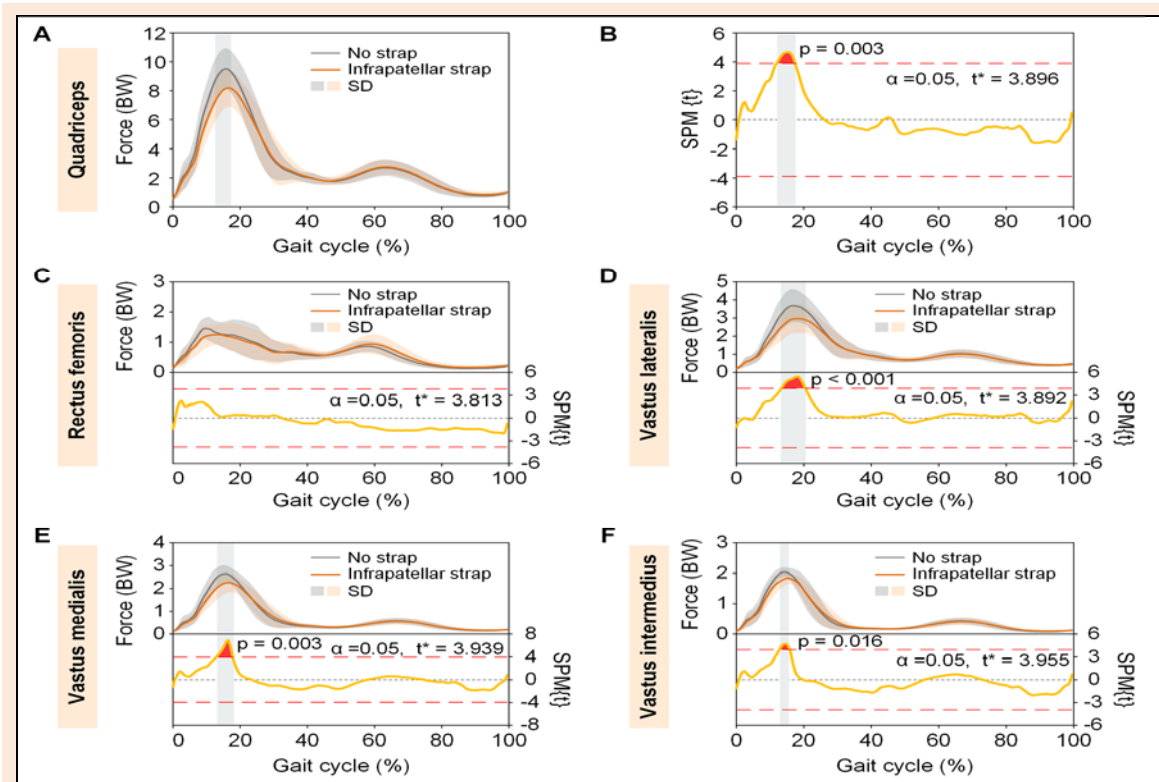 A
Quadriceps
Force (BW)
12
10
8
6
4
2
0
No strap
Infrapatellar strap
SD
0 20 40 60 80 100
Gait cycle (%)
B
SPM {t}
6
4
2
0
-2
-4
-6
p = 0.003
α =0.05, t* = 3.896
0 20 40 60 80 100
Gait cycle (%)
C
Rectus femoris
Force (BW)
3
2
1
0
No strap
Infrapatellar strap
SD
6
3
0
-3
-6
SPM{t}
α =0.05, t* = 3.813
0 20 40 60 80 100
Gait cycle (%)
D
Vastus lateralis
Force (BW)
5
4
3
2
1
0
No strap
Infrapatellar strap
SD
6
3
0
-3
-6
SPM{t}
p < 0.001
α =0.05, t* = 3.892
0 20 40 60 80 100
Gait cycle (%)
E
Vastus medialis
Force (BW)
4
3
2
1
0
No strap
Infrapatellar strap
SD
8
4
0
-4
-8
SPM{t}
p = 0.003
α =0.05, t* = 3.939
0 20 40 60 80 100
Gait cycle (%)
F
Vastus intermedius
Force (BW)
3
2
1
0
No strap
Infrapatellar strap
SD
6
3
0
-3
-6
SPM{t}
p = 0.016
α =0.05, t* = 3.955
0 20 40 60 80 100
Gait cycle (%)